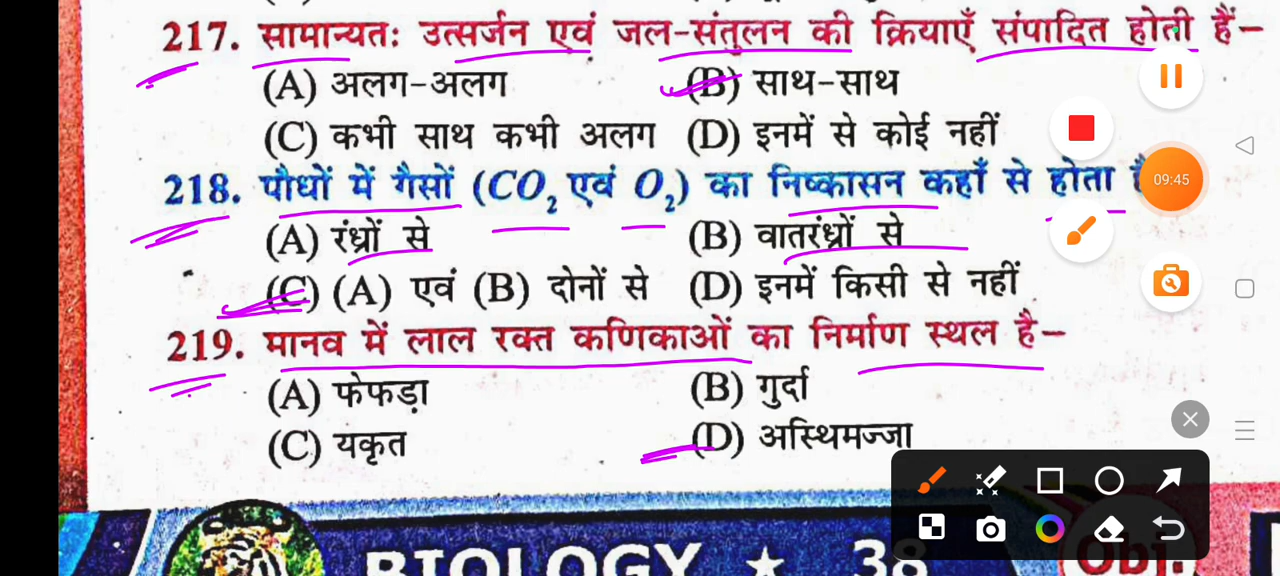 217. सामान्यतः उत्सर्जन एवं जल-संतुलन की क्रियाएँ संपादित होती हैं-
(A) अलग-अलग (B) साथ-साथ
(C) कभी साथ कभी अलग (D) इनमें से कोई नहीं
218. पौधों में गैसों (CO₂ एवं O₂) का निष्कासन कहाँ से होता
09:45
(A) रंध्रों से (B) वातरंध्रों से
(C) (A) एवं (B) दोनों से (D) इनमें किसी से नहीं
219. मानव में लाल रक्त कणिकाओं का निर्माण स्थल है-
(A) फेफड़ा (B) गुर्दा
(C) यकृत (D) अस्थिमज्जा
BIOLOGY ★ 38
Obj.